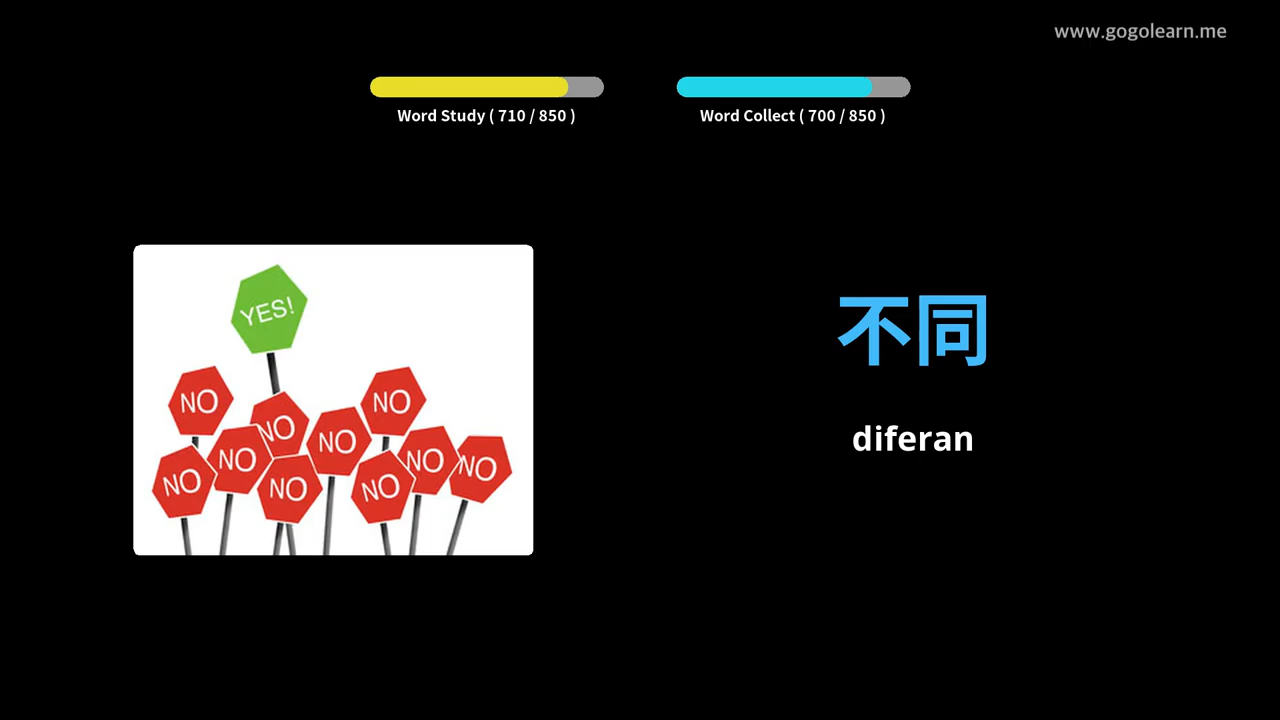 www.gogolearn.me
Word Study ( 710 / 850 )
Word Collect ( 700 / 850 )
YES!
NO
NO
NO
NO
NO
NO
NO
NO
NO
NO
不同
diferan